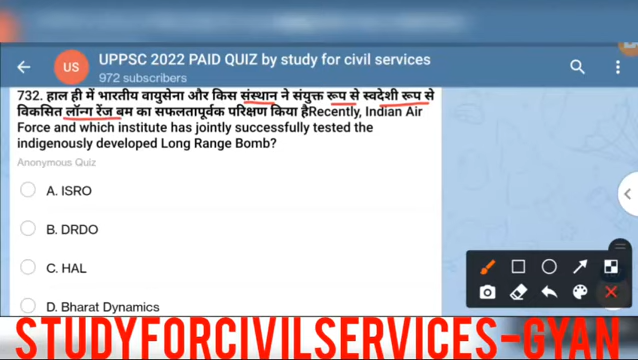 UPPSC 2022 PAID QUIZ by study for civil services
US
972 subscribers
732. हाल ही में भारतीय वायुसेना और किस संस्थान ने संयुक्त रूप से स्वदेशी रूप से
विकसित लॉन्ग रेंज बम का सफलतापूर्वक परिक्षण किया हैRecently, Indian Air
Force and which institute has jointly successfully tested the
indigenously developed Long Range Bomb?
Anonymous Quiz
A. ISRO
B. DRDO
C. HAL
D. Bharat Dynamics
STUDYFORCIVILSERVICES-GYAN